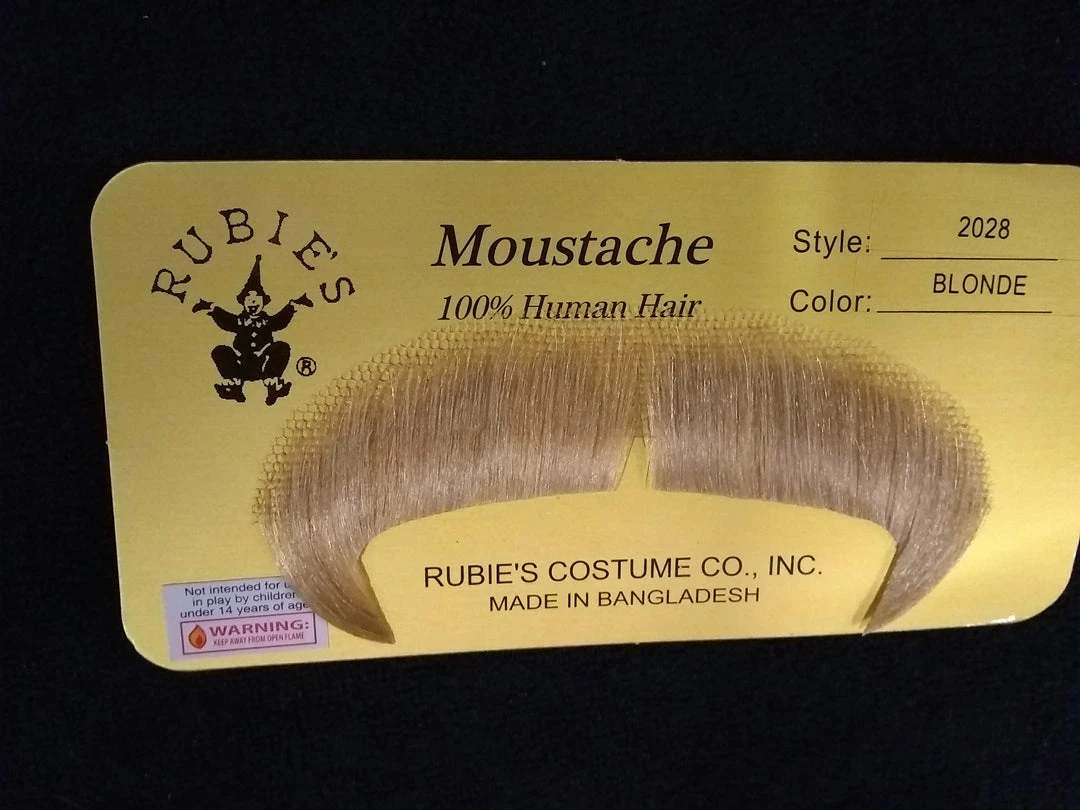 RUBIE'S
®
Moustache
100% Human Hair
Style: 2028
Color: BLONDE
RUBIE'S COSTUME CO., INC.
MADE IN BANGLADESH
Not intended for
in play by children
under 14 years of age
WARNING:
KEEP AWAY FROM OPEN FLAME